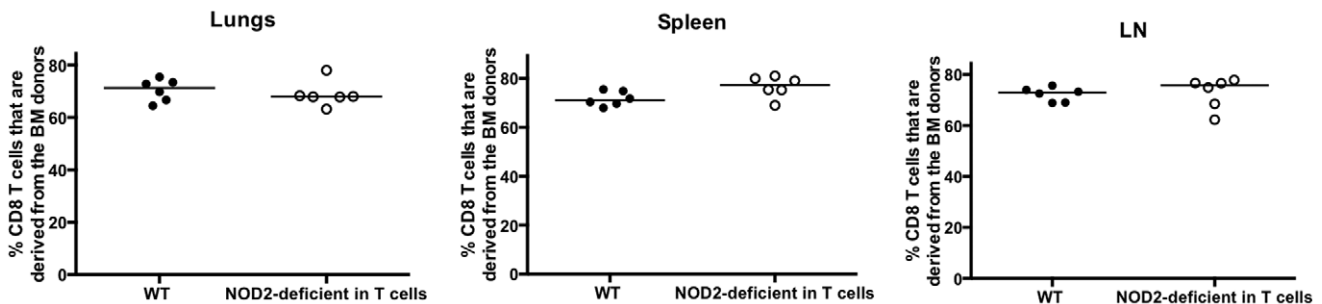 Lungs
% CD8 T cells that are
derived from the BM donors
80
60
40
20
0
WT
NOD2-deficient in T cells
Spleen
% CD8 T cells that are
derived from the BM donors
80
60
40
20
0
WT
NOD2-deficient in T cells
LN
% CD8 T cells that are
derived from the BM donors
80
60
40
20
0
WT
NOD2-deficient in T cells